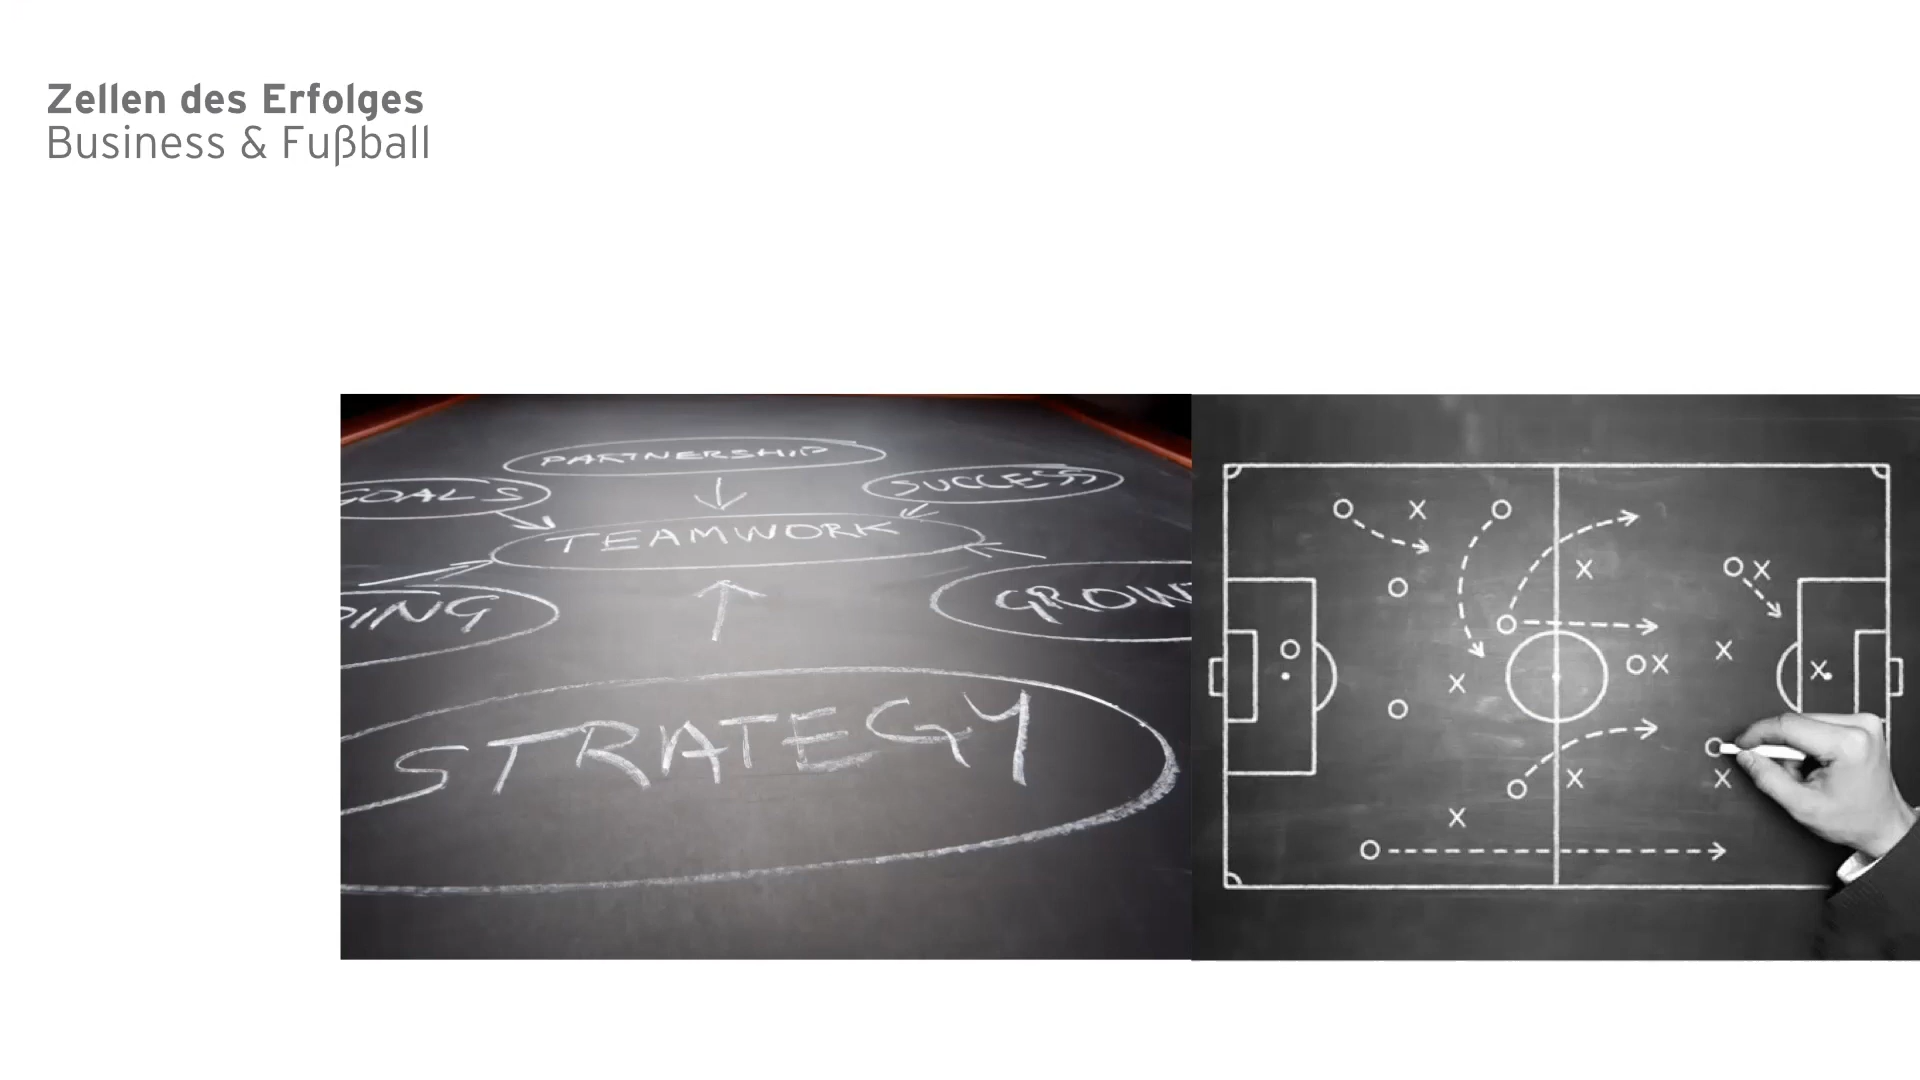 Zellen des Erfolges
Business & Fußball
PARTNERSHIP
GOALS
SUCCESS
TEAMWORK
STRATEGY